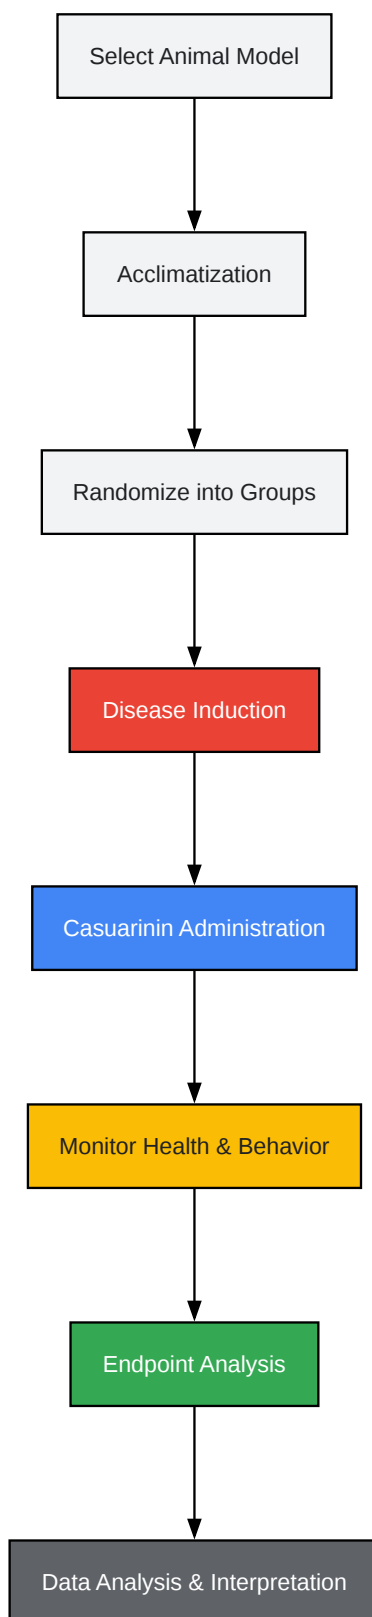 Select Animal Model
Acclimatization
Randomize into Groups
Disease Induction
Casuarinin Administration
Monitor Health & Behavior
Endpoint Analysis
Data Analysis & Interpretation